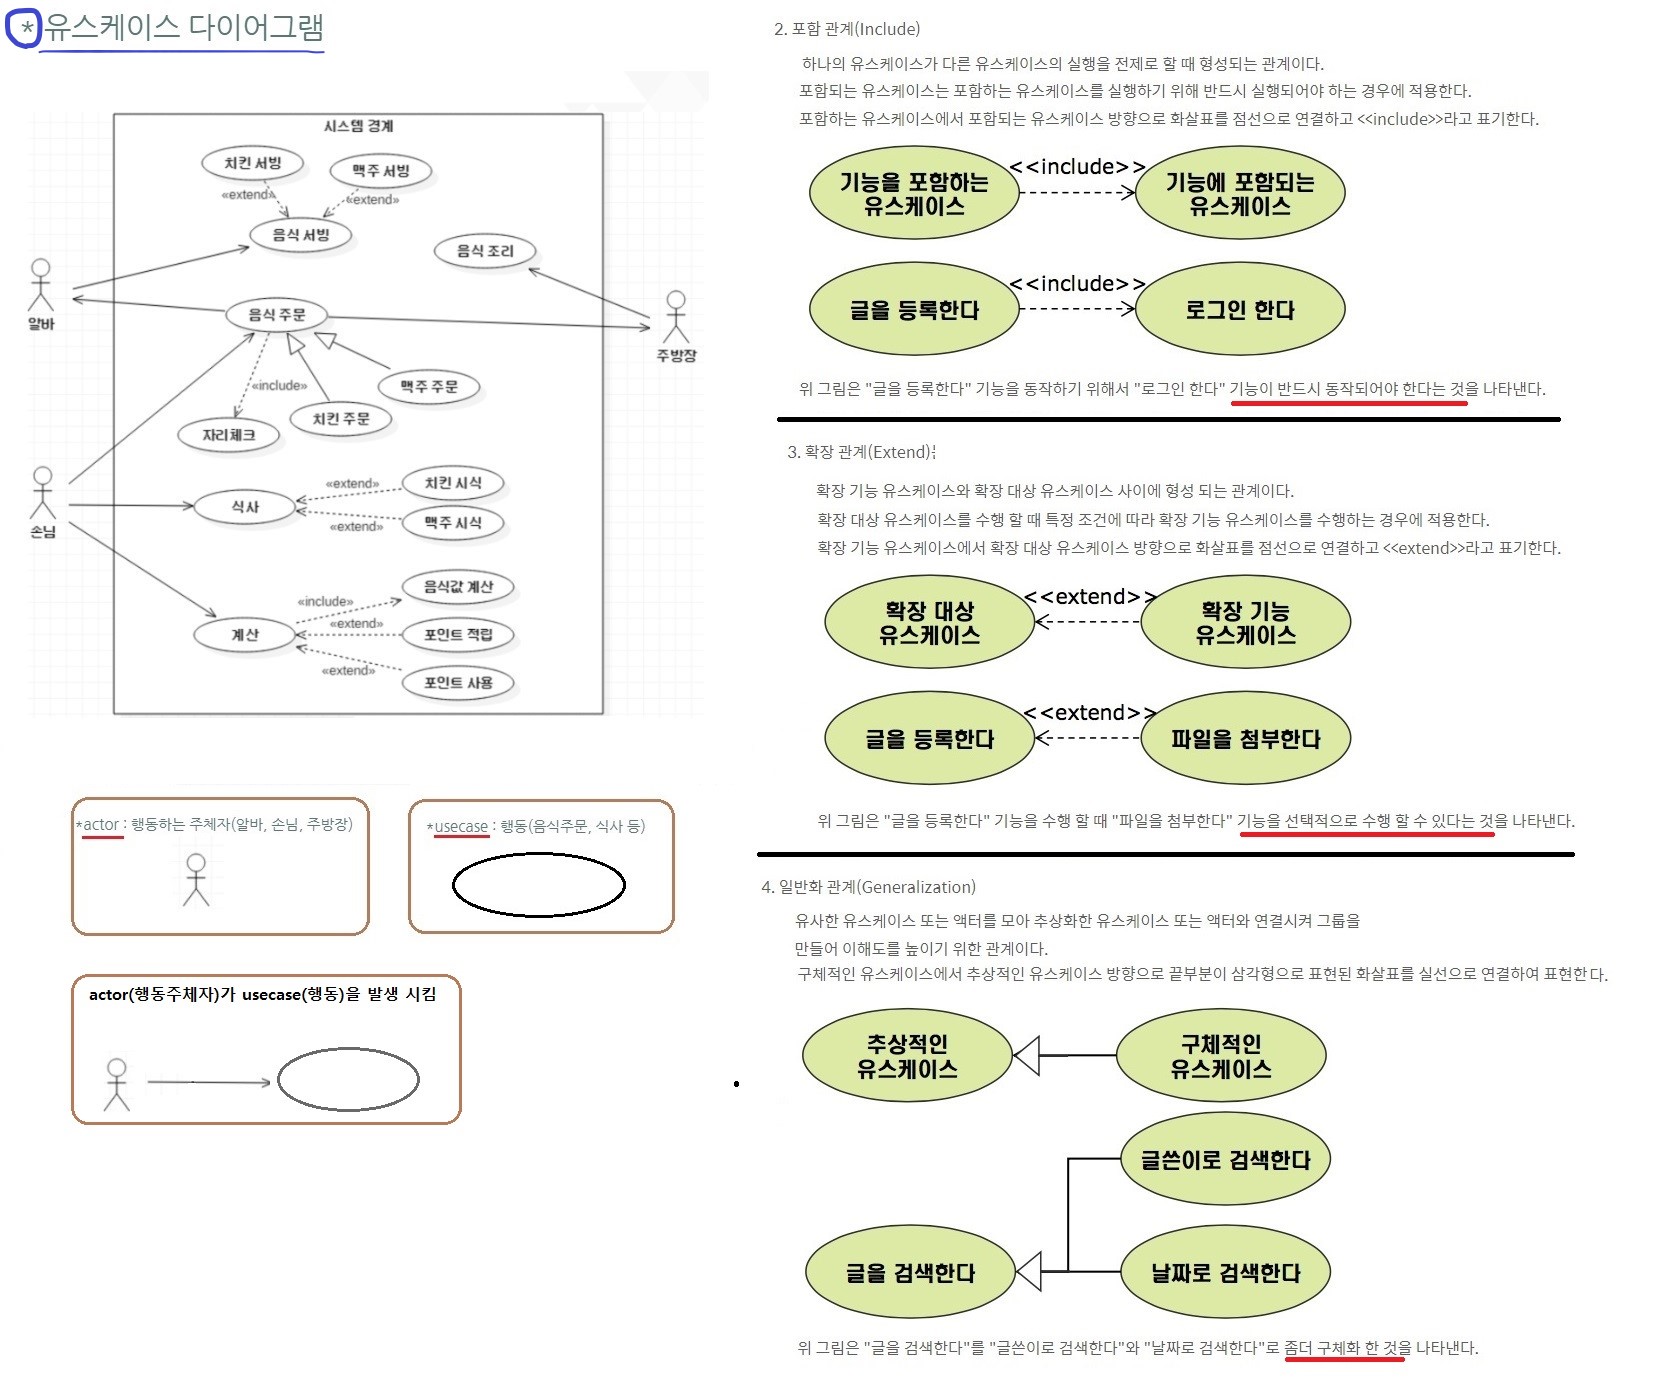 *유스케이스 다이어그램
시스템 경계
치킨 서빙
맥주 서빙
«extend»
«extend»
음식 서빙
음식 조리
알바
음식 주문
주방장
«include»
맥주 주문
치킨 주문
자리체크
손님
«extend»
치킨 시식
식사
«extend»
맥주 시식
음식값 계산
«include»
«extend»
계산
포인트 적립
«extend»
포인트 사용
*actor : 행동하는 주체자(알바, 손님, 주방장)
*usecase : 행동(음식주문, 식사 등)
actor(행동주체자)가 usecase(행동)을 발생 시킴
2. 포함 관계(Include)
하나의 유스케이스가 다른 유스케이스의 실행을 전제로 할 때 형성되는 관계이다.
포함되는 유스케이스는 포함하는 유스케이스를 실행하기 위해 반드시 실행되어야 하는 경우에 적용한다.
포함하는 유스케이스에서 포함되는 유스케이스 방향으로 화살표를 점선으로 연결하고 <<include>>라고 표기한다.
기능을 포함하는
유스케이스
<<include>>
기능에 포함되는
유스케이스
글을 등록한다
<<include>>
로그인 한다
위 그림은 "글을 등록한다" 기능을 동작하기 위해서 "로그인 한다" 기능이 반드시 동작되어야 한다는 것을 나타낸다.
3. 확장 관계(Extend)
확장 기능 유스케이스와 확장 대상 유스케이스 사이에 형성 되는 관계이다.
확장 대상 유스케이스를 수행 할 때 특정 조건에 따라 확장 기능 유스케이스를 수행하는 경우에 적용한다.
확장 기능 유스케이스에서 확장 대상 유스케이스 방향으로 화살표를 점선으로 연결하고 <<extend>>라고 표기한다.
확장 대상
유스케이스
<<extend>>
확장 기능
유스케이스
글을 등록한다
<<extend>>
파일을 첨부한다
위 그림은 "글을 등록한다" 기능을 수행 할 때 "파일을 첨부한다" 기능을 선택적으로 수행 할 수 있다는 것을 나타낸다.
4. 일반화 관계(Generalization)
유사한 유스케이스 또는 액터를 모아 추상화한 유스케이스 또는 액터와 연결시켜 그룹을
만들어 이해도를 높이기 위한 관계이다.
구체적인 유스케이스에서 추상적인 유스케이스 방향으로 끝부분이 삼각형으로 표현된 화살표를 실선으로 연결하여 표현한다.
추상적인
유스케이스
구체적인
유스케이스
글쓴이로 검색한다
글을 검색한다
날짜로 검색한다
위 그림은 "글을 검색한다"를 "글쓴이로 검색한다"와 "날짜로 검색한다"로 좀더 구체화 한 것을 나타낸다.